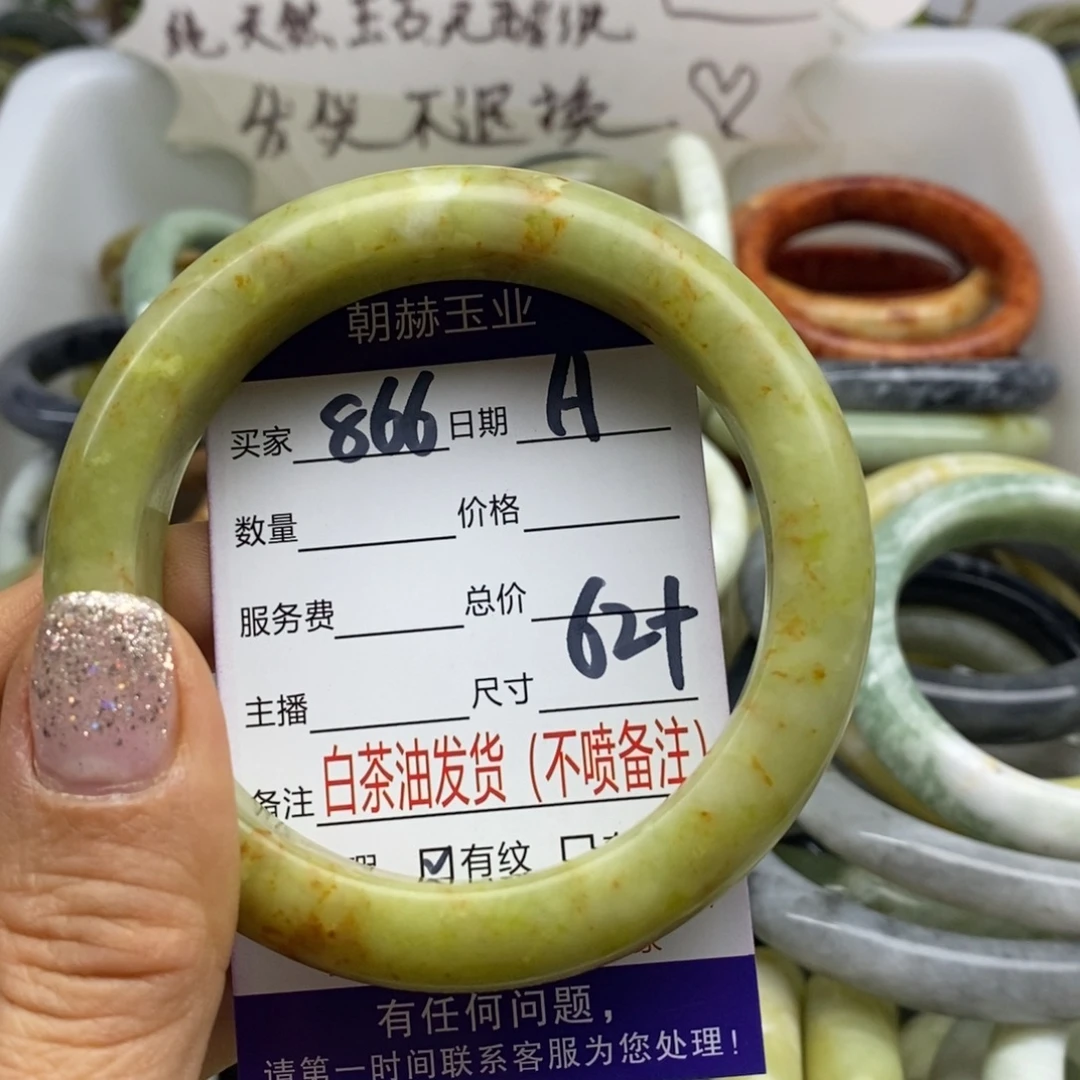 纯天然玉石无酸洗
售货不退换
朝赫玉业
买家 866 日期 A
数量 价格
服务费 总价
主播 尺寸 62+
备注 白茶油发货（不喷备注）
☑有纹 □
有任何问题，
请第一时间联系客服为您处理！